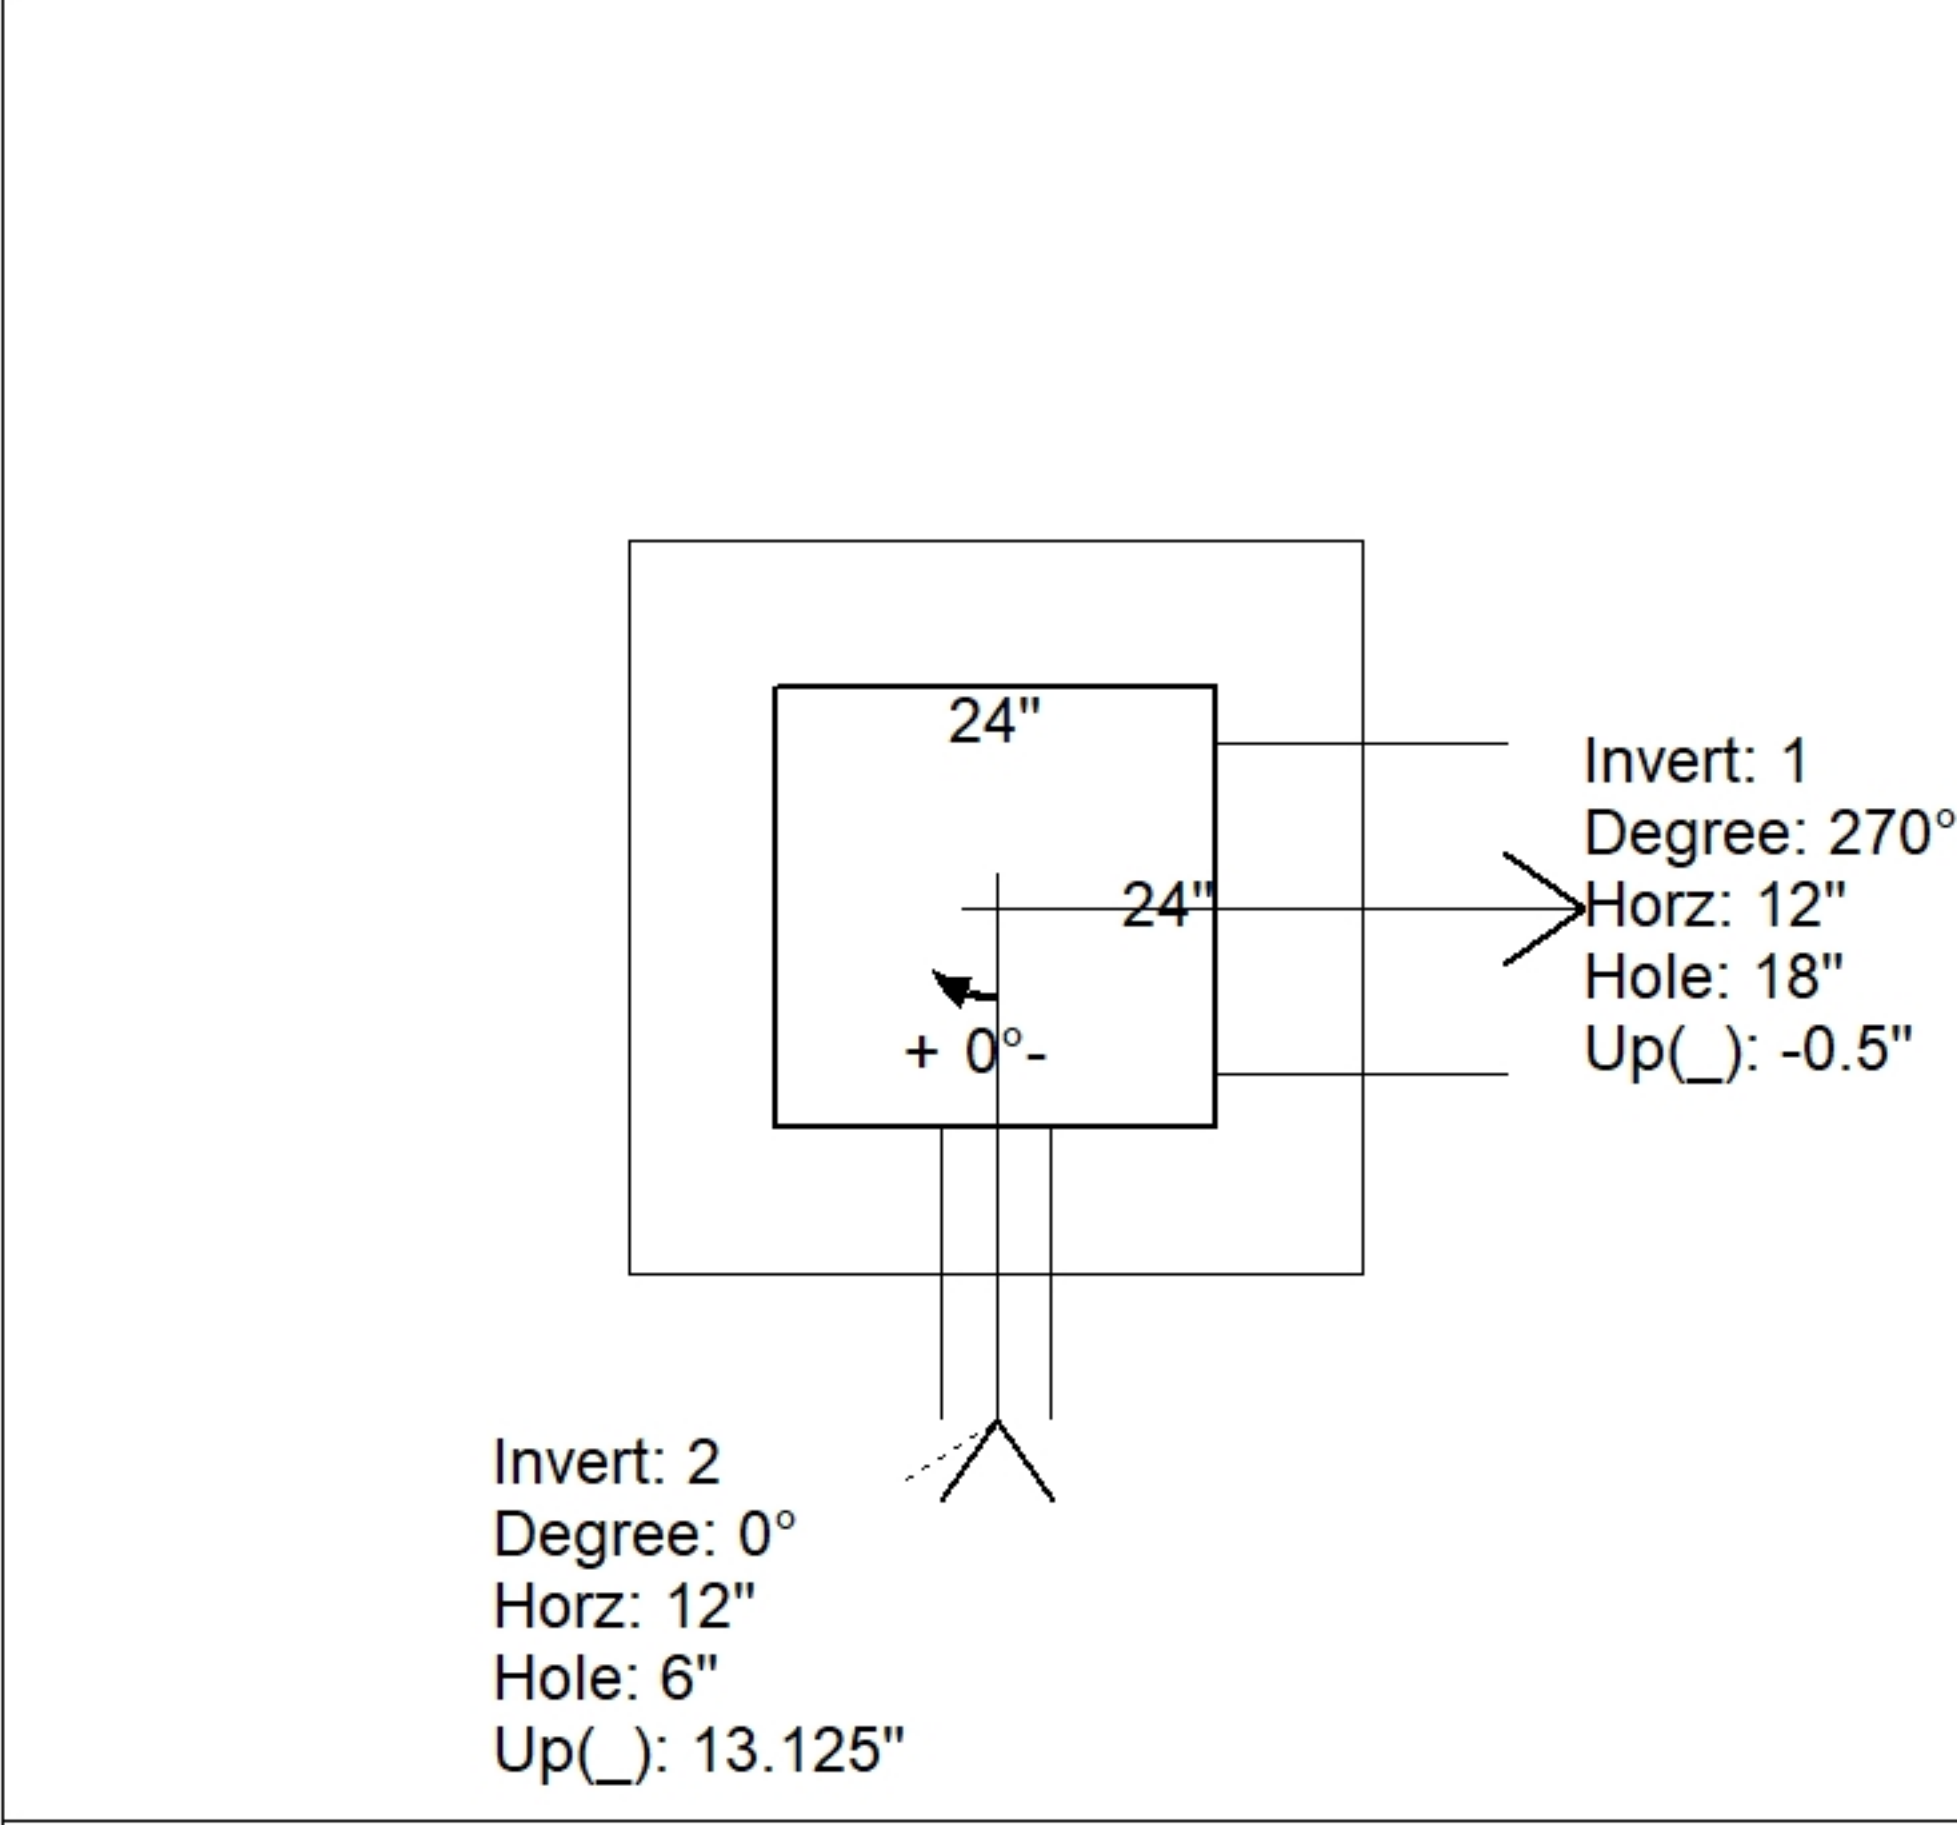 24"
24"
+ 0°-
Invert: 1
Degree: 270°
Horz: 12"
Hole: 18"
Up(_): -0.5"
Invert: 2
Degree: 0°
Horz: 12"
Hole: 6"
Up(_): 13.125"